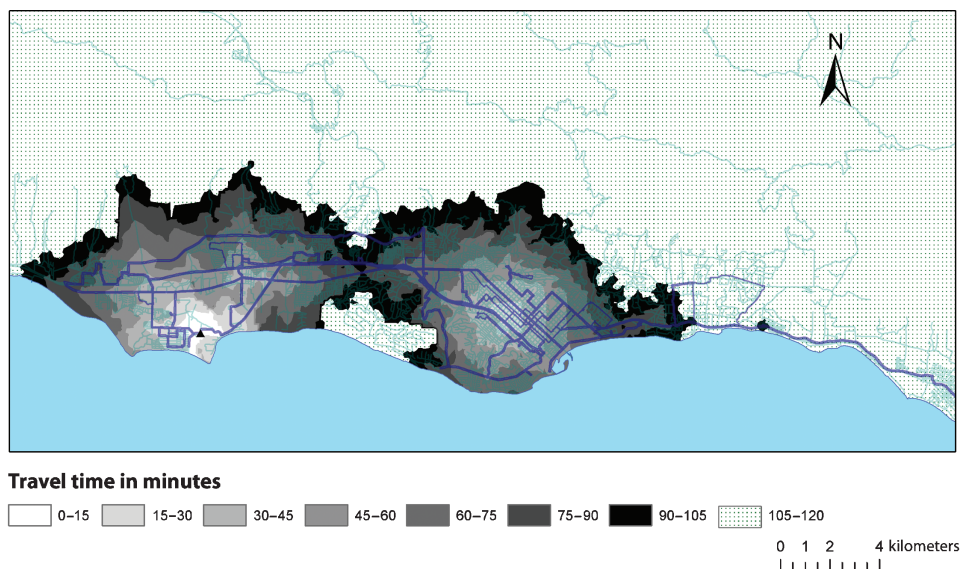 N
Travel time in minutes
0–15 15–30 30–45 45–60 60–75 75–90 90–105 105–120
0 1 2 4 kilometers